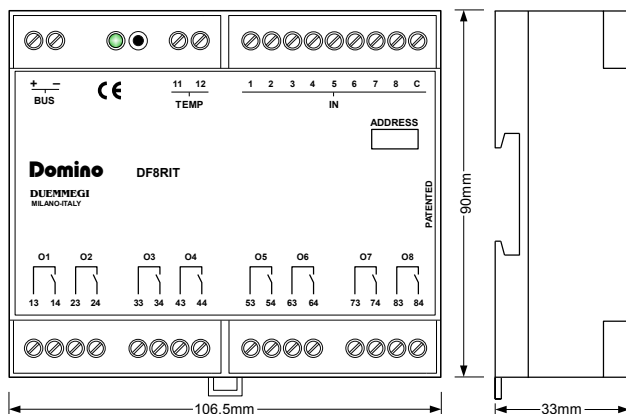 + −
BUS
CE
11 12
TEMP
1 2 3 4 5 6 7 8 C
IN
ADDRESS
Domino DF8RIT
DUEMMEGI
MILANO-ITALY
PATENTED
O1 O2 O3 O4 O5 O6 O7 O8
13 14 23 24 33 34 43 44 53 54 63 64 73 74 83 84
90mm
106.5mm
33mm